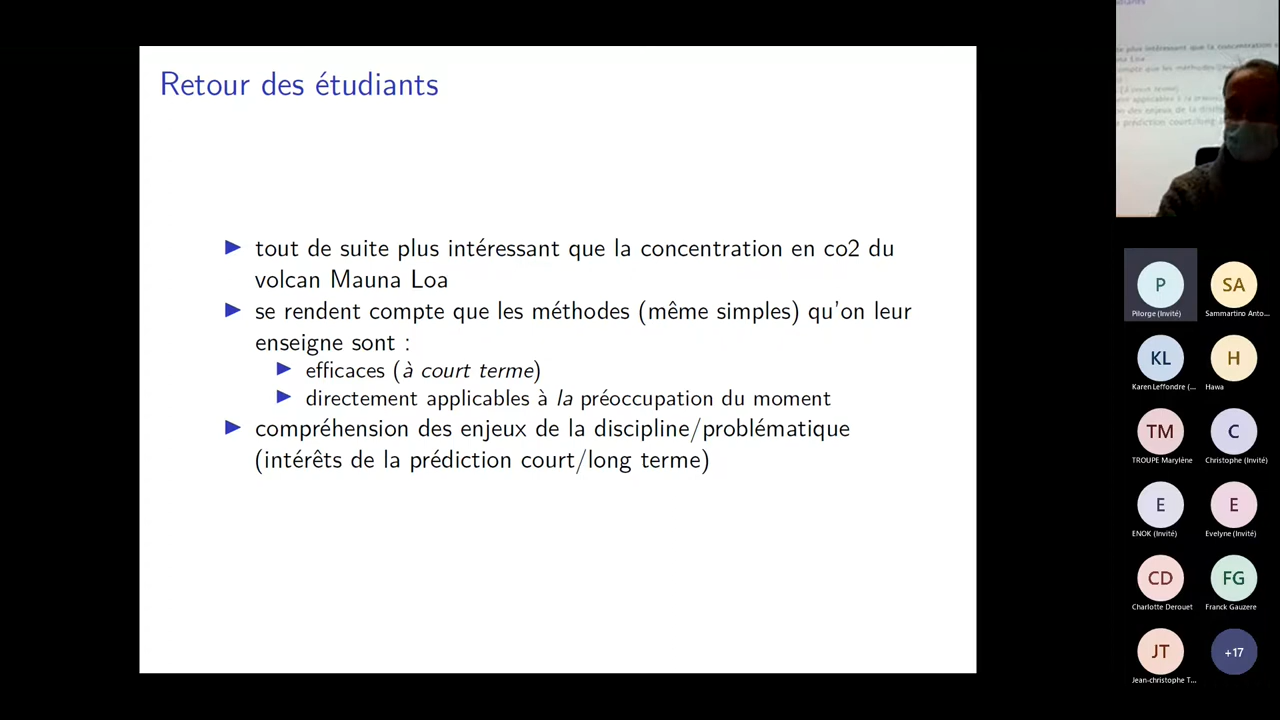 Retour des étudiants
▶ tout de suite plus intéressant que la concentration en co2 du
volcan Mauna Loa
▶ se rendent compte que les méthodes (même simples) qu'on leur
enseigne sont :
▶ efficaces (à court terme)
▶ directement applicables à la préoccupation du moment
▶ compréhension des enjeux de la discipline/problématique
(intérêts de la prédiction court/long terme)
P
Pilorge (Invité)
SA
Sammartino Anto...
KL
Karen Leffondre (...
H
Hawa
TM
TROUPE Marylène
C
Christophe (Invité)
E
ENOK (Invité)
E
Evelyne (Invité)
CD
Charlotte Derouet
FG
Franck Gauzere
JT
Jean-christophe T...
+17